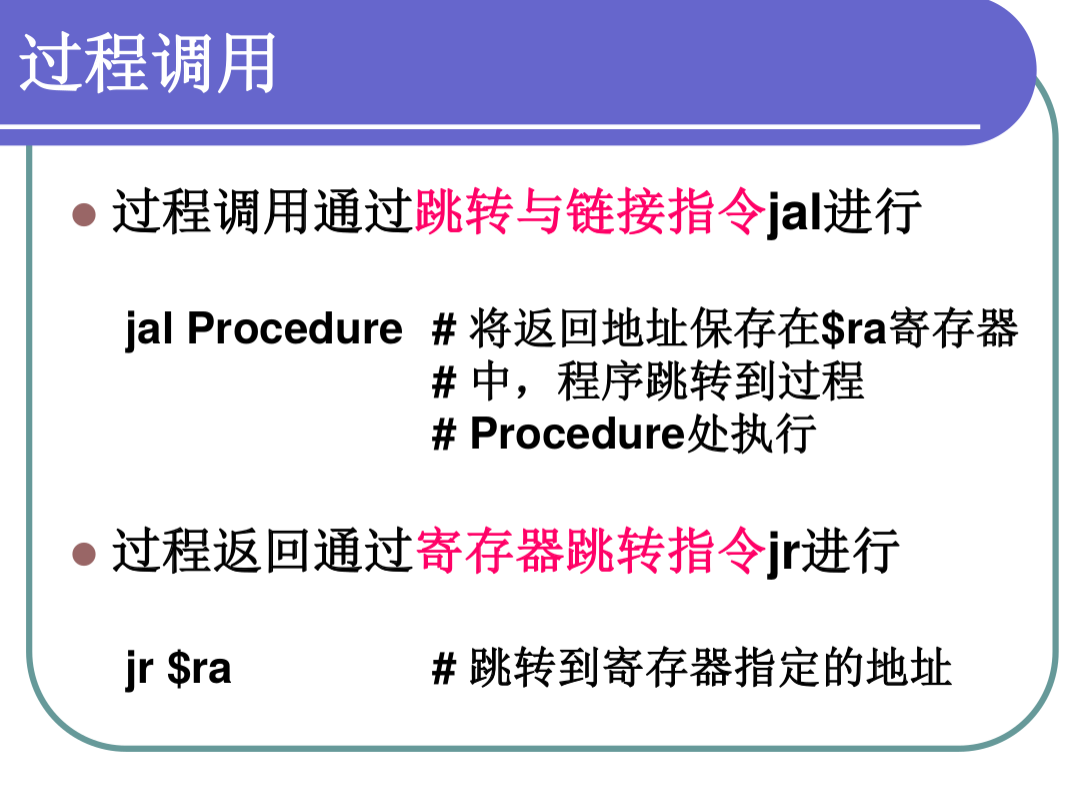 过程调用
过程调用通过跳转与链接指令jal进行
jal Procedure # 将返回地址保存在$ra寄存器
# 中，程序跳转到过程
# Procedure处执行
过程返回通过寄存器跳转指令jr进行
jr $ra # 跳转到寄存器指定的地址